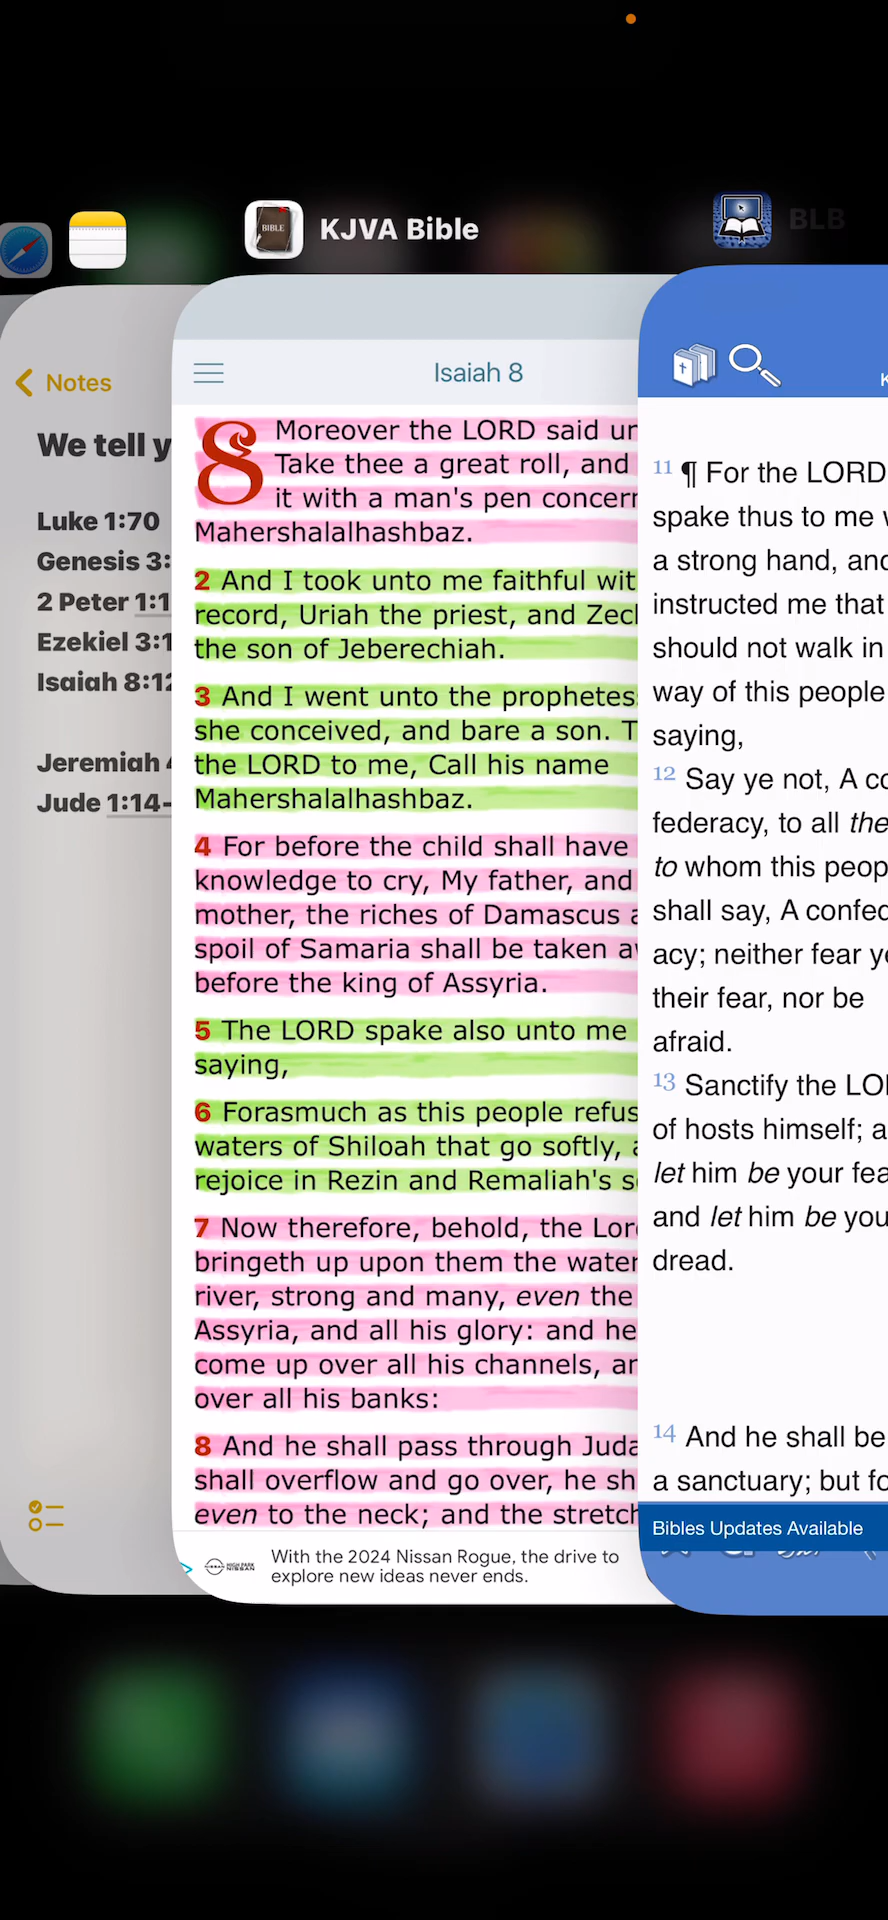 KJVA Bible
BLB
Notes
We tell
Luke 1:70
Genesis 3:
2 Peter 1:1
Ezekiel 3:1
Isaiah 8:12
Jeremiah
Jude 1:14-
Isaiah 8
8 Moreover the LORD said
Take thee a great roll, and
it with a man's pen
Mahershalalhashbaz.
2 And I took unto me faithful
record, Uriah the priest, and
the son of Jeberechiah.
3 And I went unto the prophetes
she conceived, and bare a son.
the LORD to me, Call his name
Mahershalalhashbaz.
4 For before the child shall have
knowledge to cry, My father, and
mother, the riches of Damascus
spoil of Samaria shall be taken
before the king of Assyria.
5 The LORD spake also unto me
saying,
6 Forasmuch as this people refus
waters of Shiloah that go softly,
rejoice in Rezin and Remaliah's
7 Now therefore, behold, the Lor
bringeth up upon them the water
river, strong and many, even the
Assyria, and all his glory: and he
come up over all his channels,
over all his banks:
8 And he shall pass through Juda
shall overflow and go over, he sh
even to the neck; and the stretch
NISSAN HIGH PARK NISSAN
With the 2024 Nissan Rogue, the drive to
explore new ideas never ends.
11 ¶ For the LORD
spake thus to me
a strong hand, and
instructed me that
should not walk in
way of this people
saying,
12 Say ye not, A co
federacy, to all the
to whom this peop
shall say, A confed
acy; neither fear ye
their fear, nor be
afraid.
13 Sanctify the LO
of hosts himself; a
let him be your fea
and let him be you
dread.
14 And he shall be
a sanctuary; but fo
Bibles Updates Available